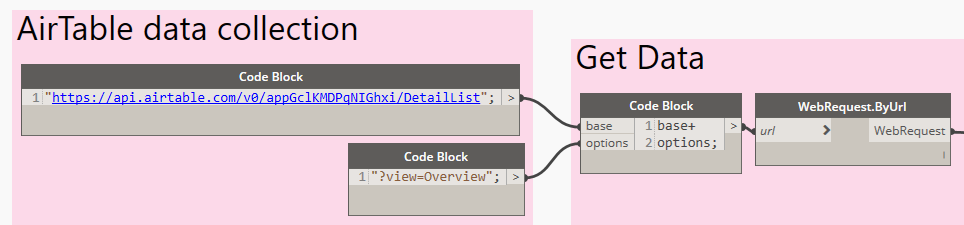 AirTable data collection
Code Block
1 "https://api.airtable.com/v0/appGclKMDPqNIGhxi/DetailList"; >
Code Block
1 "?view=Overview"; >
Get Data
Code Block
base 1 base+ >
options 2 options;
WebRequest.ByUrl
url > WebRequest
l